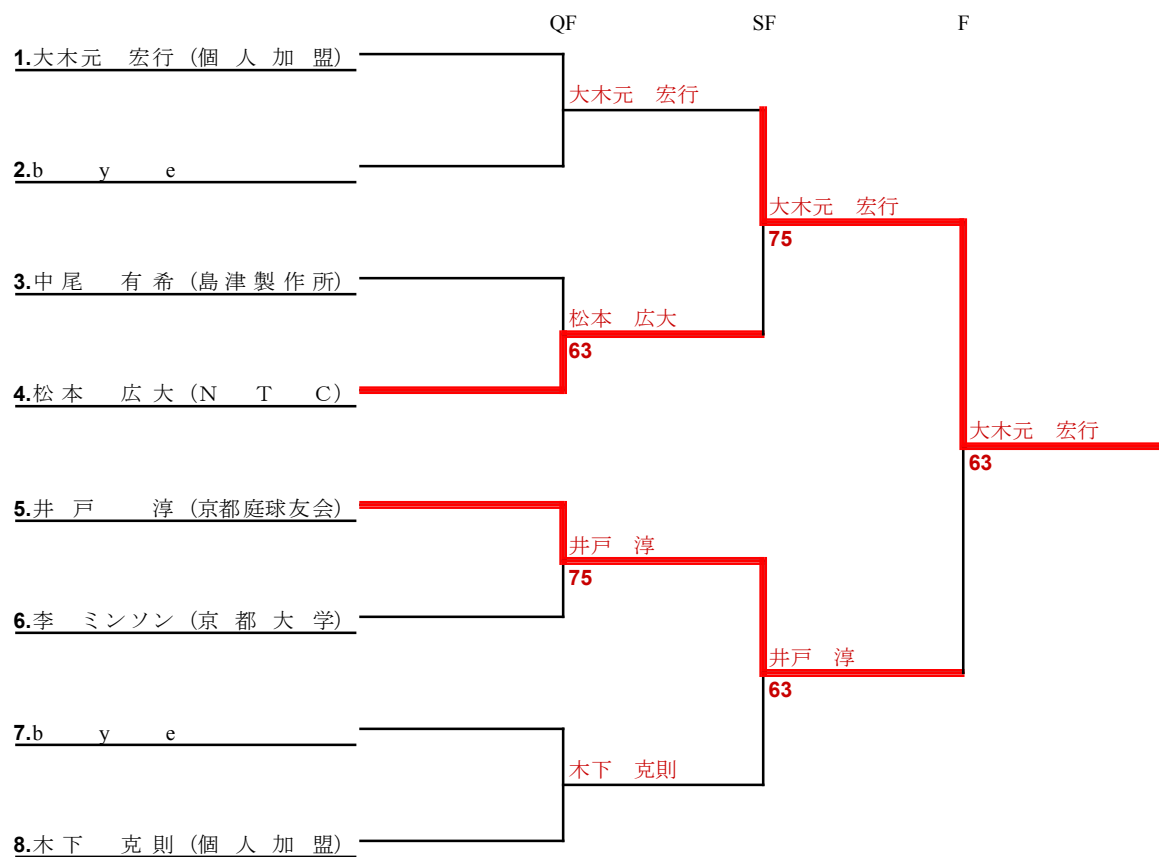 QF SF F
1.大木元　宏行 (個人加盟)
大木元　宏行
2.b y e
大木元　宏行
75
3.中尾　有希 (島津製作所)
松本　広大
63
4.松本　広大 (N T C)
大木元　宏行
63
5.井戸　淳 (京都庭球友会)
井戸　淳
75
6.李　ミンソン (京都大学)
井戸　淳
63
7.b y e
木下　克則
8.木下　克則 (個人加盟)